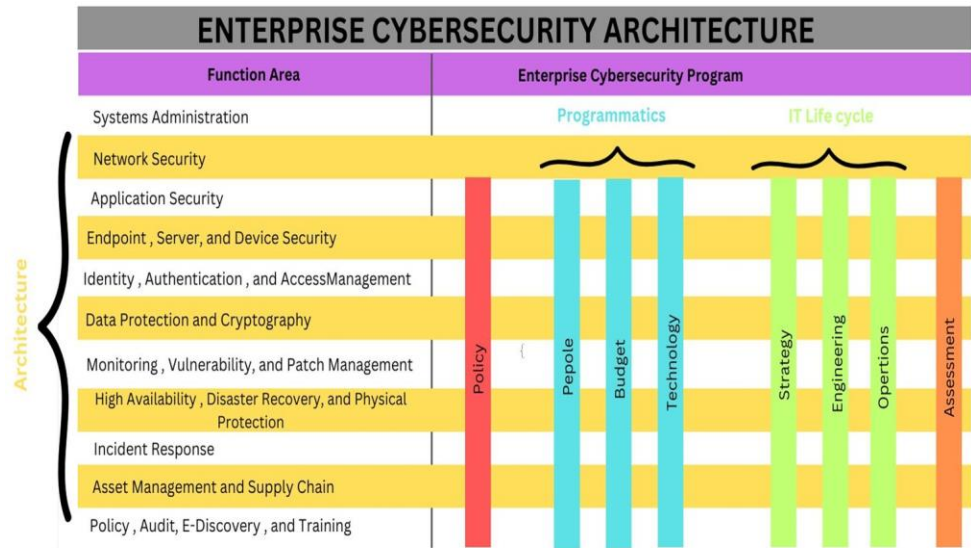 ENTERPRISE CYBERSECURITY ARCHITECTURE
Function Area
Enterprise Cybersecurity Program
Systems Administration
Programmatics
IT Life cycle
Network Security
Application Security
Endpoint , Server, and Device Security
Identity , Authentication , and AccessManagement
Data Protection and Cryptography
Monitoring , Vulnerability, and Patch Management
High Availability , Disaster Recovery, and Physical
Protection
Incident Response
Asset Management and Supply Chain
Policy , Audit, E-Discovery , and Training
Architecture
Policy
Pepole
Budget
Technology
Strategy
Engineering
Opertions
Assessment